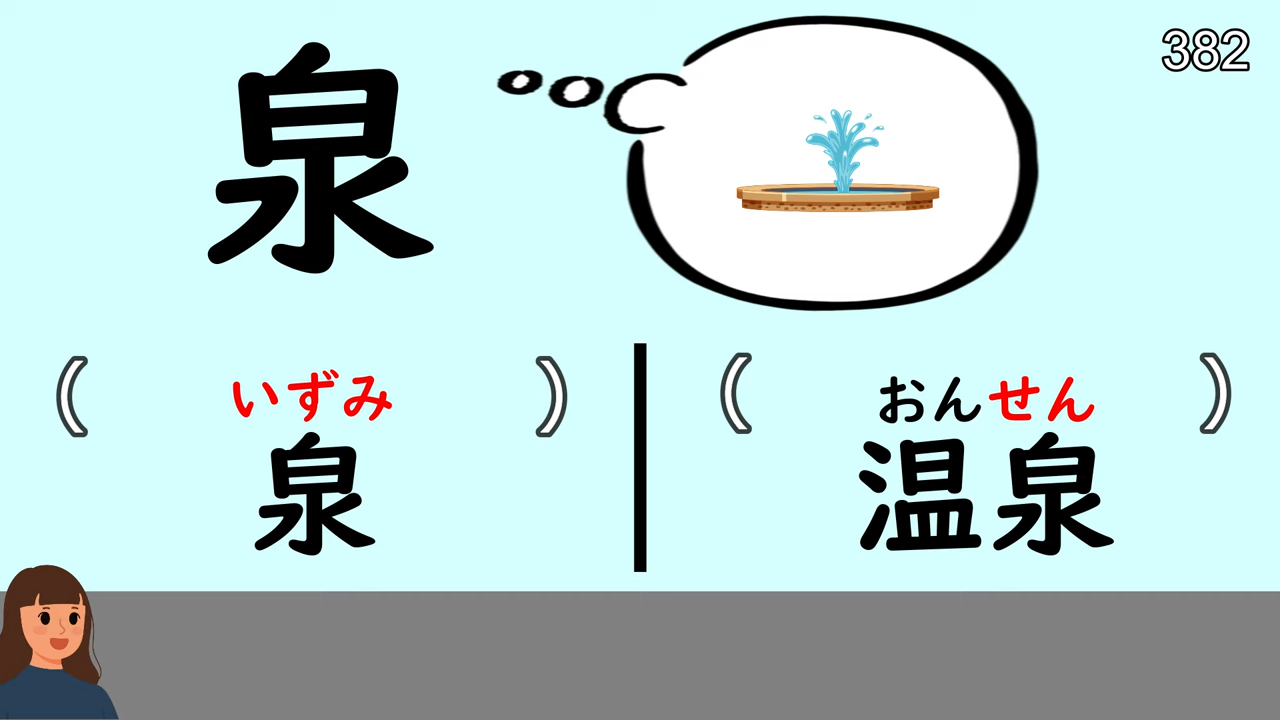 382
泉
( いずみ )
泉
( おんせん )
温泉